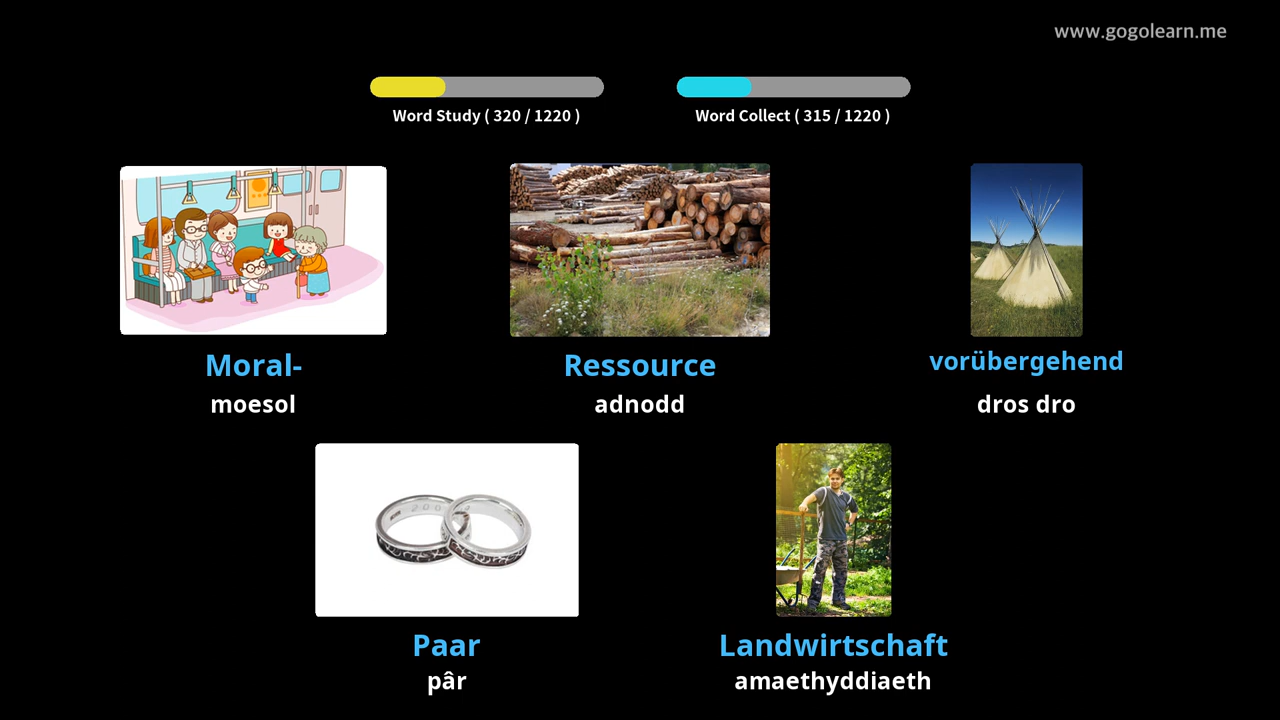 www.gogolearn.me
Word Study ( 320 / 1220 )
Word Collect ( 315 / 1220 )
Moral-
moesol
Ressource
adnodd
vorübergehend
dros dro
Paar
pâr
Landwirtschaft
amaethyddiaeth